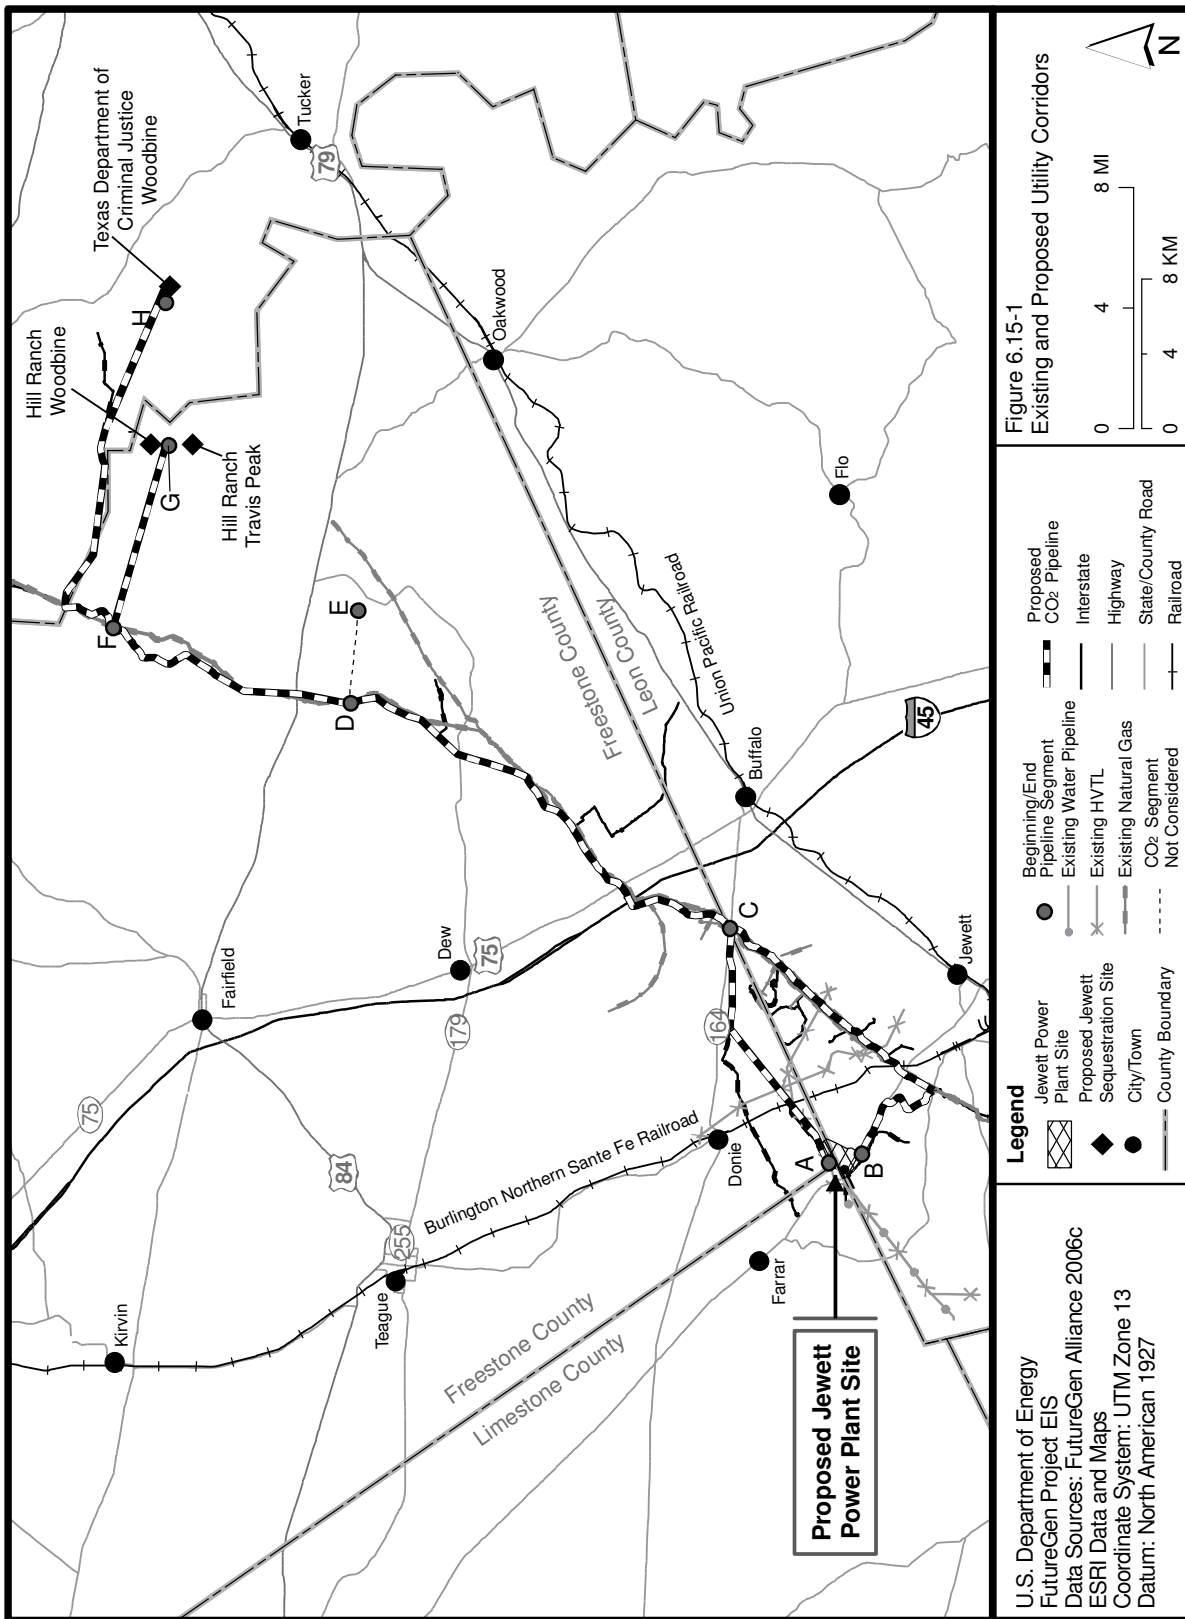 Texas Department of
Criminal Justice
Woodbine
Hill Ranch
Woodbine
Hill Ranch
Travis Peak
Tucker
79
H
G
F
E
D
Oakwood
Flo
Freestone County
Leon County
Union Pacific Railroad
Buffalo
45
Fairfield
Dew
75
179
164
C
Jewett
75
84
255
Burlington Northern Sante Fe Railroad
Donie
A
B
Kirvin
Teague
Farrar
Freestone County
Limestone County
Proposed Jewett
Power Plant Site
U.S. Department of Energy
FutureGen Project EIS
Data Sources: FutureGen Alliance 2006c
ESRI Data and Maps
Coordinate System: UTM Zone 13
Datum: North American 1927
Legend
Jewett Power
Plant Site
Proposed Jewett
Sequestration Site
City/Town
County Boundary
Beginning/End
Pipeline Segment
Existing Water Pipeline
Existing HVTL
Existing Natural Gas
CO2 Segment
Not Considered
Proposed
CO2 Pipeline
Interstate
Highway
State/County Road
Railroad
Figure 6.15-1
Existing and Proposed Utility Corridors
0 4 8 MI
0 4 8 KM
N